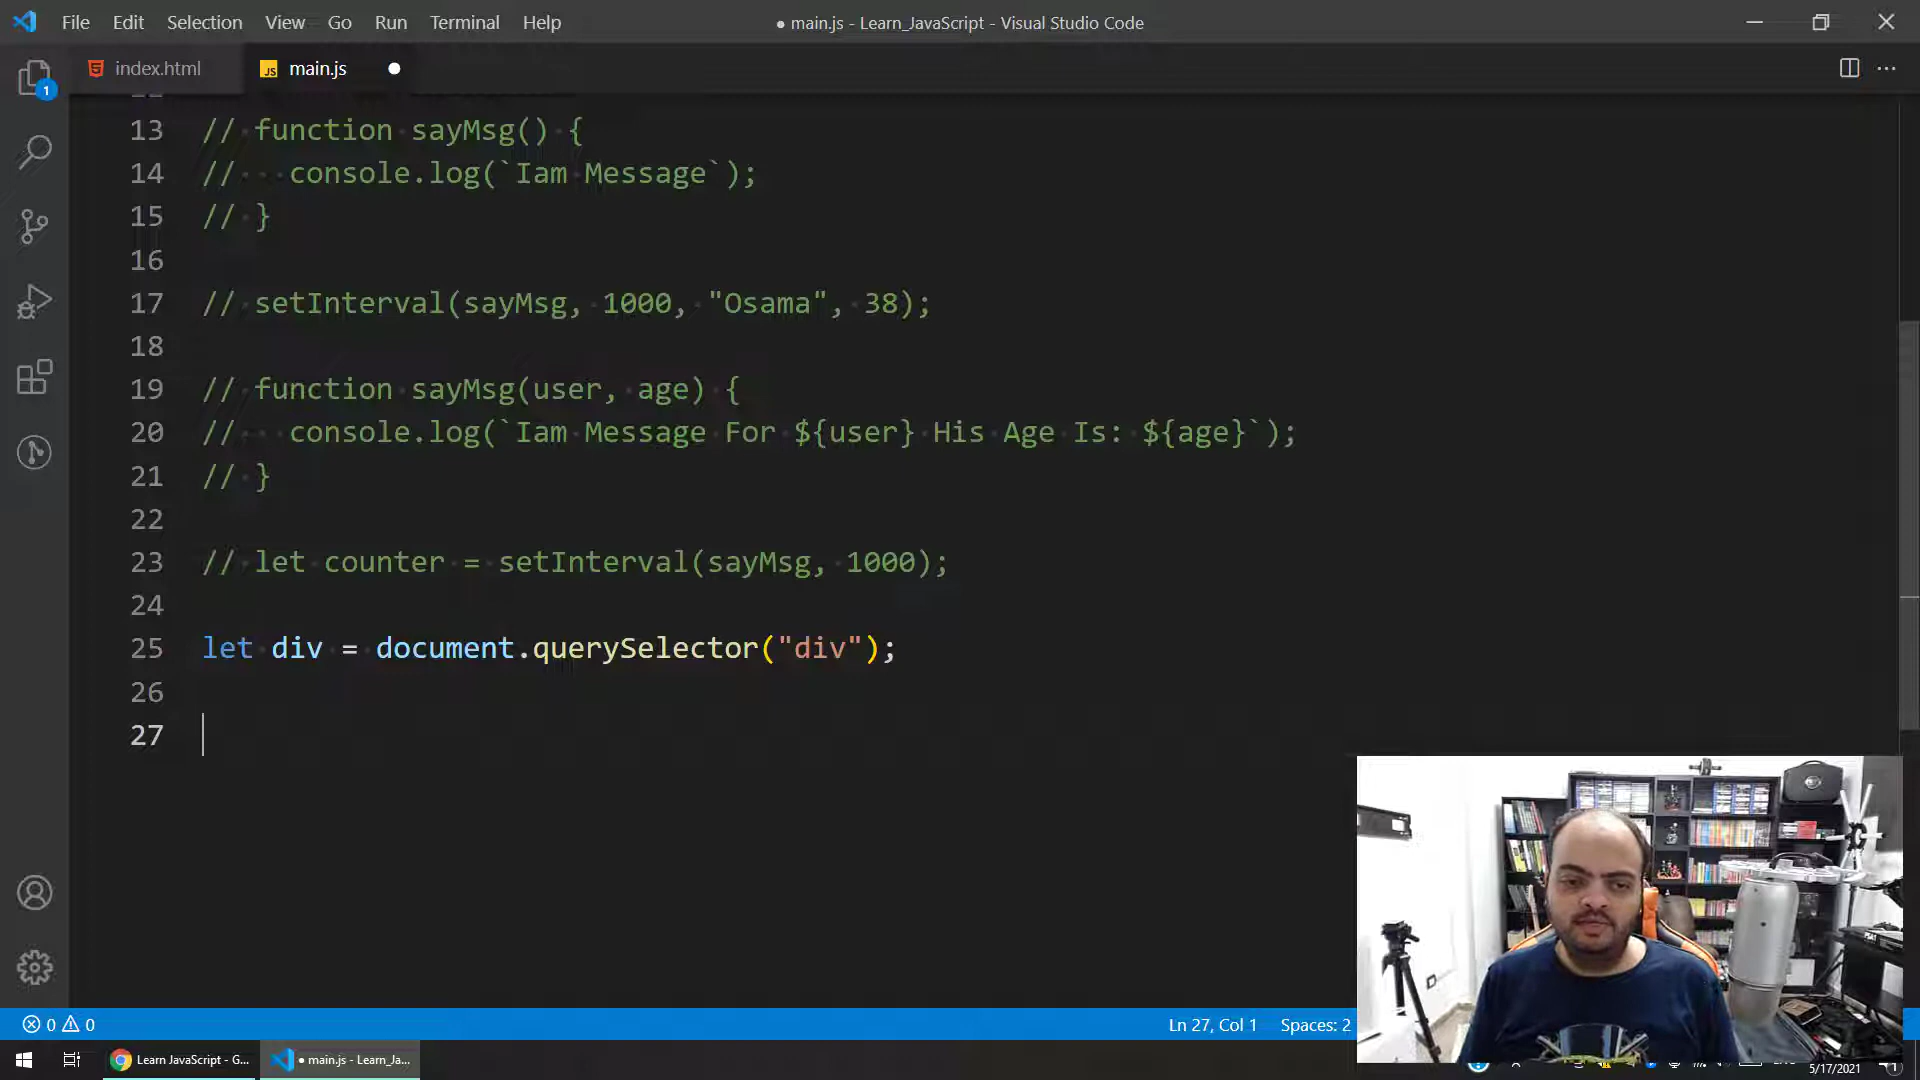 File Edit Selection View Go Run Terminal Help
● main.js - Learn_JavaScript - Visual Studio Code
index.html
JS main.js
1
13 // function sayMsg() {
14 //   console.log(`Iam Message`);
15 // }
16
17 // setInterval(sayMsg, 1000, "Osama", 38);
18
19 // function sayMsg(user, age) {
20 //   console.log(`Iam Message For ${user} His Age Is: ${age}`);
21 // }
22
23 // let counter = setInterval(sayMsg, 1000);
24
25 let div = document.querySelector("div");
26
27
0 0
Ln 27, Col 1 Spaces: 2
Learn JavaScript - G...
● main.js - Learn_Ja...
5/17/2021